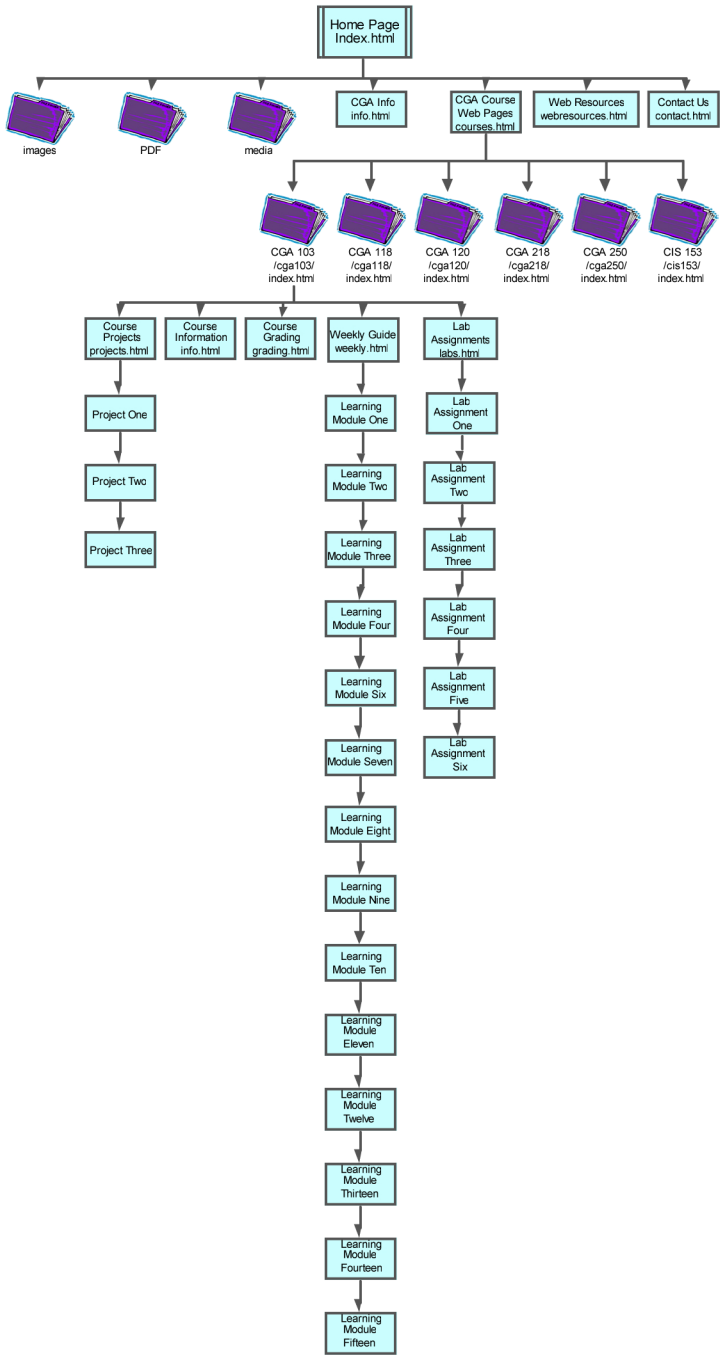 Home Page
Index.html
images
PDF
media
CGA Info
info.html
CGA Course
Web Pages
courses.html
Web Resources
webresources.html
Contact Us
contact.html
CGA 103
/cga103/
index.html
CGA 118
/cga118/
index.html
CGA 120
/cga120/
index.html
CGA 218
/cga218/
index.html
CGA 250
/cga250/
index.html
CIS 153
/cis153/
index.html
Course
Projects
projects.html
Course
Information
info.html
Course
Grading
grading.html
Weekly Guide
weekly.html
Lab
Assignments
labs.html
Project One
Project Two
Project Three
Learning
Module One
Learning
Module Two
Learning
Module Three
Learning
Module Four
Learning
Module Six
Learning
Module Seven
Learning
Module Eight
Learning
Module Nine
Learning
Module Ten
Learning
Module
Eleven
Learning
Module
Twelve
Learning
Module
Thirteen
Learning
Module
Fourteen
Learning
Module
Fifteen
Lab
Assignment
One
Lab
Assignment
Two
Lab
Assignment
Three
Lab
Assignment
Four
Lab
Assignment
Five
Lab
Assignment
Six